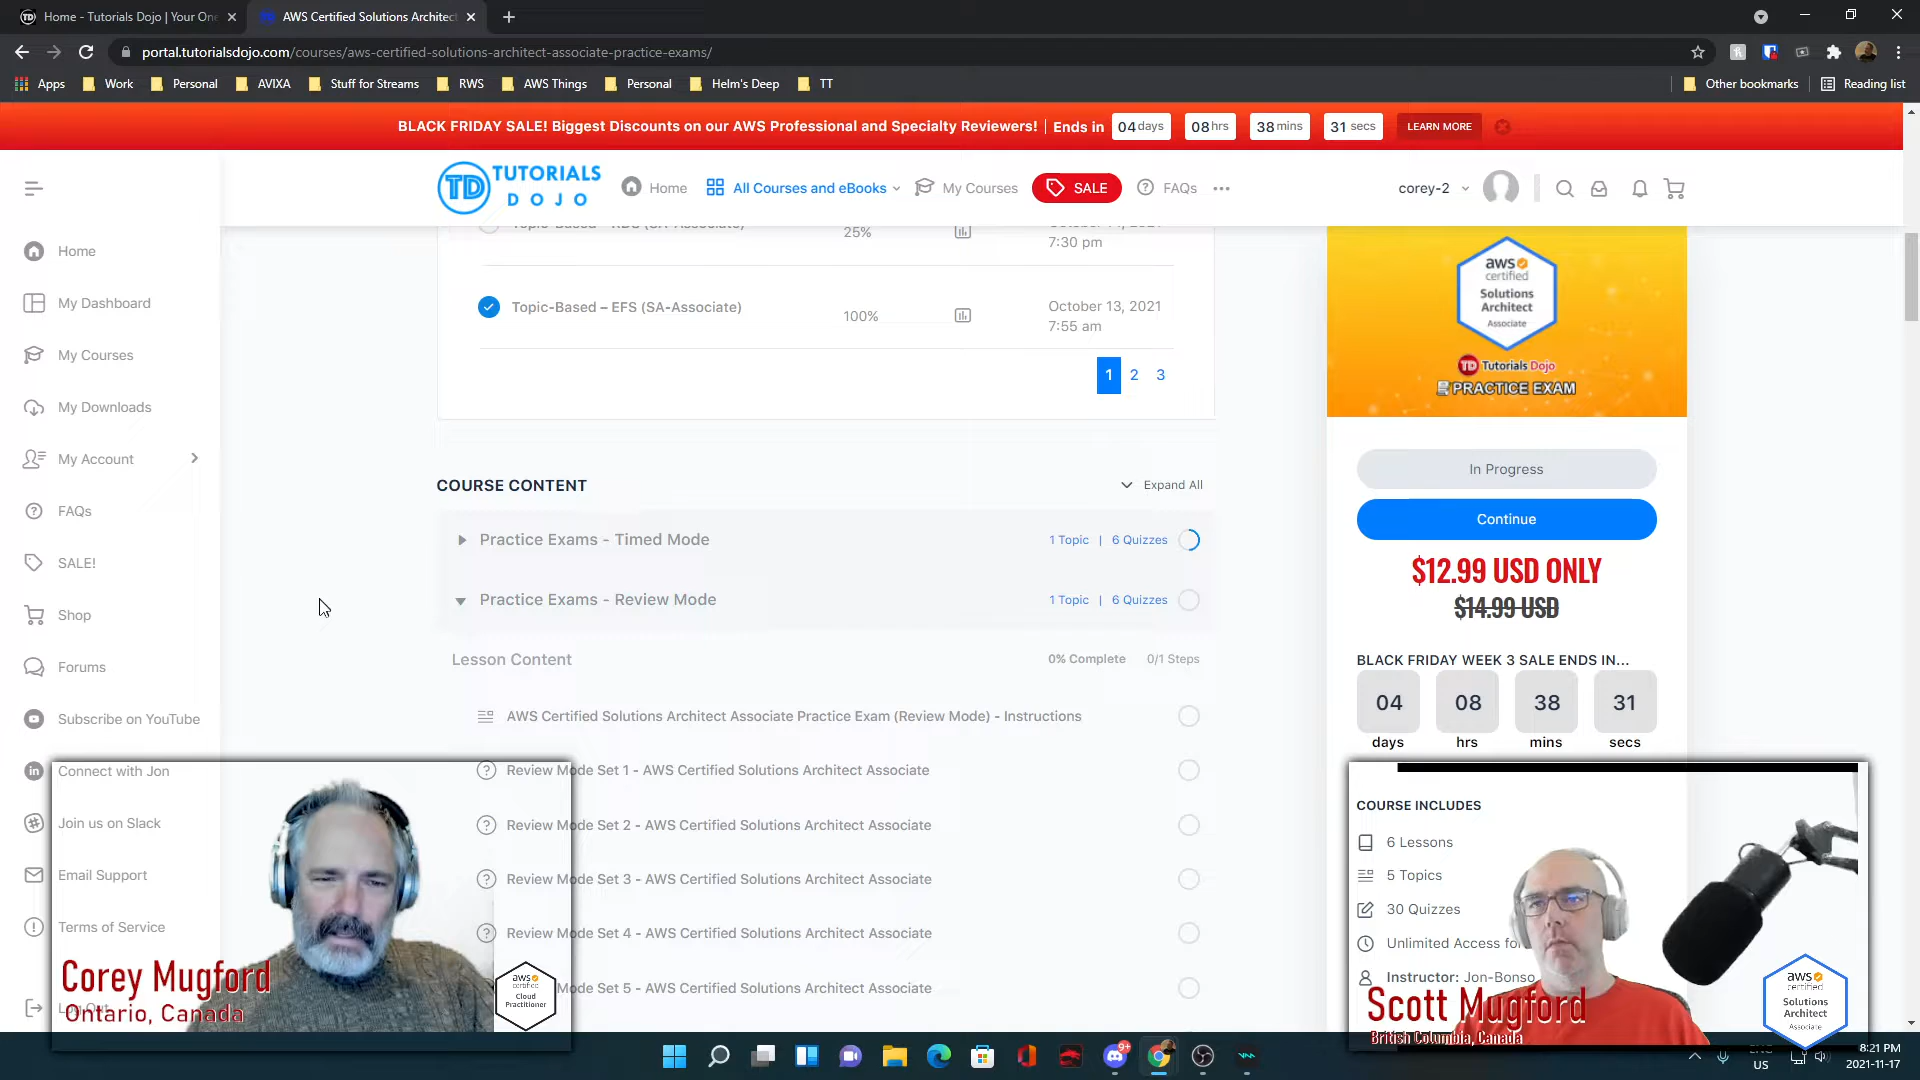 Home - Tutorials Dojo | Your One
AWS Certified Solutions Architect
portal.tutorialsdojo.com/courses/aws-certified-solutions-architect-associate-practice-exams/
Apps
Work
Personal
AVIXA
Stuff for Streams
RWS
AWS Things
Personal
Helm's Deep
TT
Other bookmarks
Reading list
BLACK FRIDAY SALE! Biggest Discounts on our AWS Professional and Specialty Reviewers! | Ends in 04 days 08 hrs 38 mins 31 secs LEARN MORE
TD TUTORIALS
DOJO
Home
All Courses and eBooks
My Courses
SALE
FAQs
corey-2
Home
My Dashboard
My Courses
My Downloads
My Account
FAQs
SALE!
Shop
Forums
Subscribe on YouTube
Connect with Jon
Join us on Slack
Email Support
Terms of Service
25%
7:30 pm
Topic-Based – EFS (SA-Associate)
100%
October 13, 2021
7:55 am
1 2 3
COURSE CONTENT
Expand All
Practice Exams - Timed Mode
1 Topic | 6 Quizzes
Practice Exams - Review Mode
1 Topic | 6 Quizzes
Lesson Content
0% Complete 0/1 Steps
AWS Certified Solutions Architect Associate Practice Exam (Review Mode) - Instructions
Review Mode Set 1 - AWS Certified Solutions Architect Associate
Review Mode Set 2 - AWS Certified Solutions Architect Associate
Review Mode Set 3 - AWS Certified Solutions Architect Associate
Review Mode Set 4 - AWS Certified Solutions Architect Associate
Mode Set 5 - AWS Certified Solutions Architect Associate
aws
certified
Solutions
Architect
Associate
TD Tutorials Dojo
PRACTICE EXAM
In Progress
Continue
$12.99 USD ONLY
$14.99 USD
BLACK FRIDAY WEEK 3 SALE ENDS IN...
04 08 38 31
days hrs mins secs
COURSE INCLUDES
6 Lessons
5 Topics
30 Quizzes
Unlimited Access for
Instructor: Jon-Bonso
Corey Mugford
Ontario, Canada
aws
certified
Cloud
Practitioner
Scott Mugford
British Columbia, Canada
aws
certified
Solutions
Architect
Associate
9+
ENG
US
8:21 PM
2021-11-17